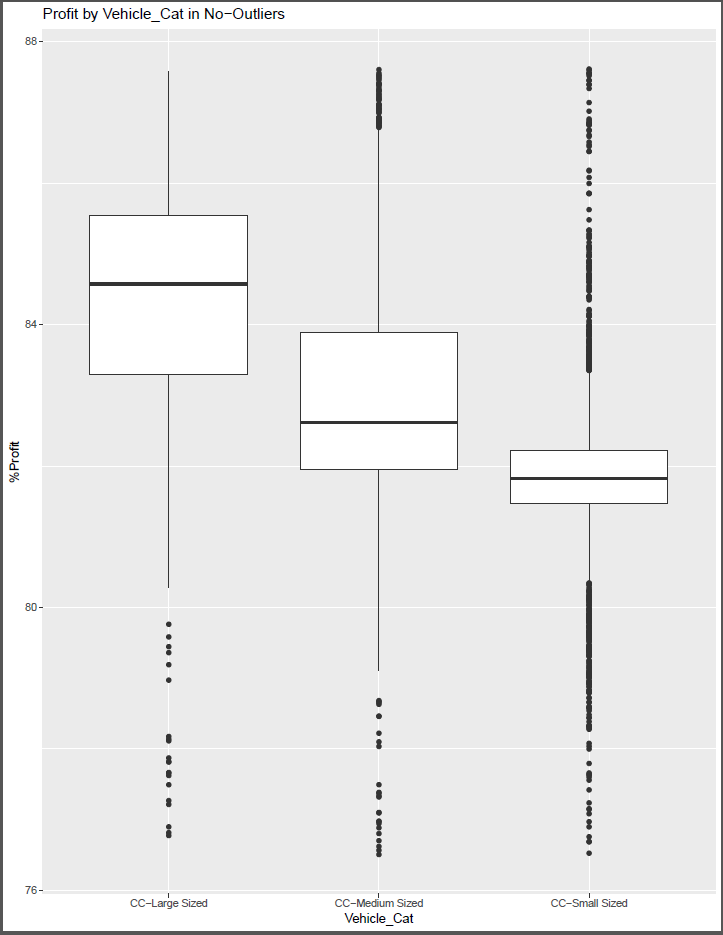 Profit by Vehicle_Cat in No−Outliers
88
84
%Profit
80
76
CC−Large Sized CC−Medium Sized CC−Small Sized
Vehicle_Cat